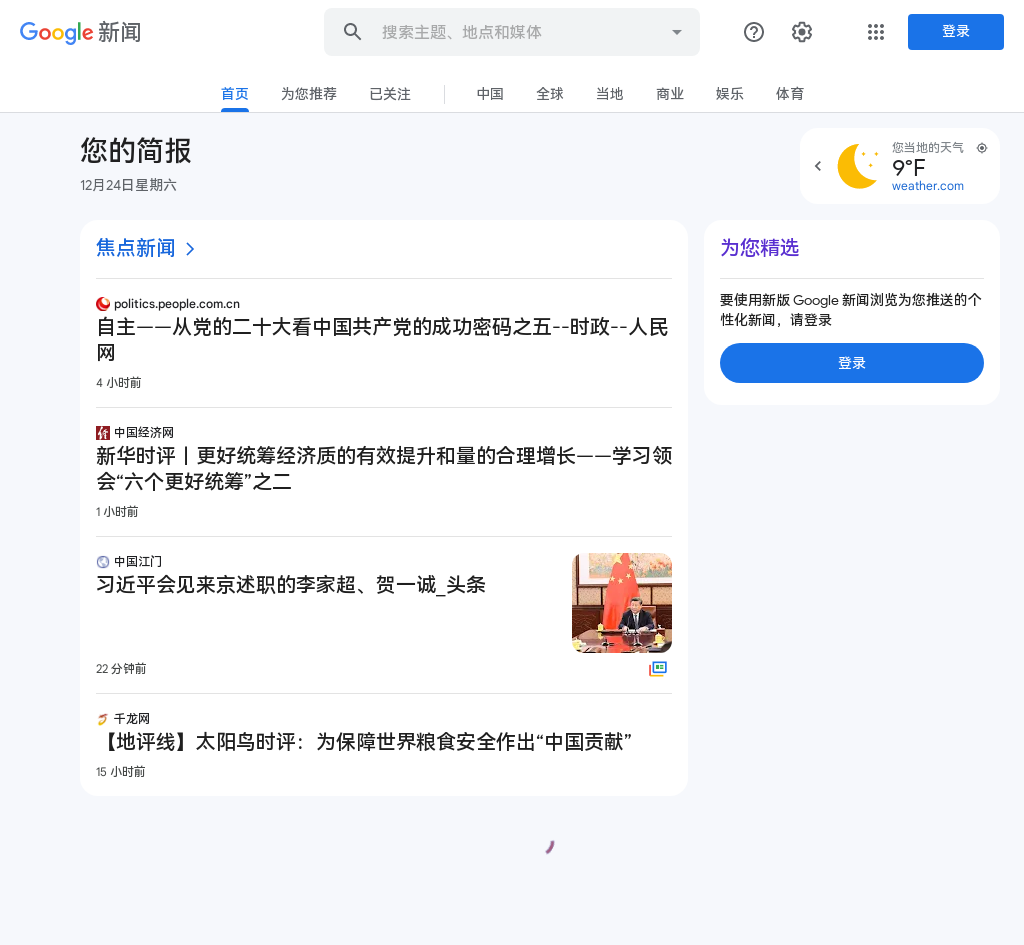 Google 新闻
搜索主题、地点和媒体
登录
首页
为您推荐
已关注
中国
全球
当地
商业
娱乐
体育
您的简报
12月24日星期六
您当地的天气
9°F
weather.com
焦点新闻
politics.people.com.cn
自主——从党的二十大看中国共产党的成功密码之五--时政--人民
网
4 小时前
中国经济网
新华时评丨更好统筹经济质的有效提升和量的合理增长——学习领
会“六个更好统筹”之二
1 小时前
中国江门
习近平会见来京述职的李家超、贺一诚_头条
22 分钟前
千龙网
【地评线】太阳鸟时评：为保障世界粮食安全作出“中国贡献”
15 小时前
为您精选
要使用新版 Google 新闻浏览为您推送的个
性化新闻，请登录
登录